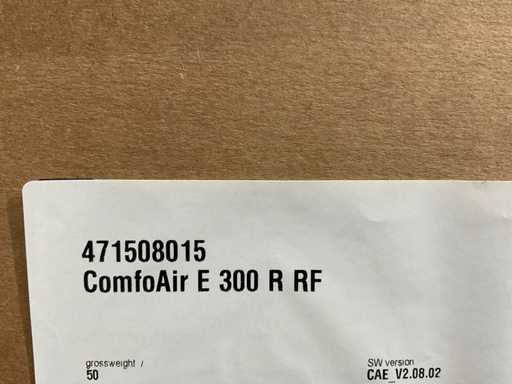 471508015
ComfoAir E 300 R RF
grossweight /
50
SW version
CAE_V2.08.02